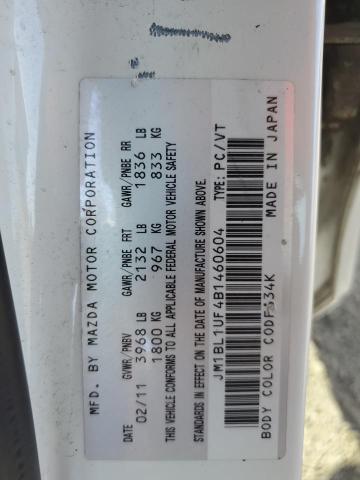 MFD. BY MAZDA MOTOR CORPORATION
DATE GVWR/PNBV GAWR/PNBE FRT GAWR/PNBE RR
02/11 3968 LB 2132 LB 1836 LB
1800 KG 967 KG 833 KG
THIS VEHICLE CONFORMS TO ALL APPLICABLE FEDERAL MOTOR VEHICLE SAFETY
STANDARDS IN EFFECT ON THE DATE OF MANUFACTURE SHOWN ABOVE.
JM1BL1UF4B1460604 TYPE: PC/VT
BODY COLOR CODE 34K MADE IN JAPAN